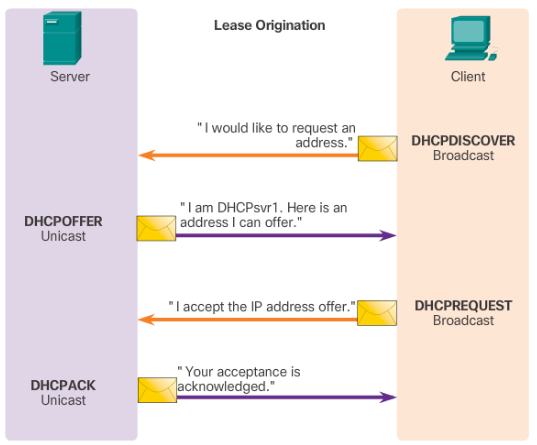 Lease Origination
Server
Client
"I would like to request an
address."
DHCPDISCOVER
Broadcast
DHCPOFFER
Unicast
"I am DHCPsvr1. Here is an
address I can offer."
"I accept the IP address offer."
DHCPREQUEST
Broadcast
DHCPACK
Unicast
"Your acceptance is
acknowledged."